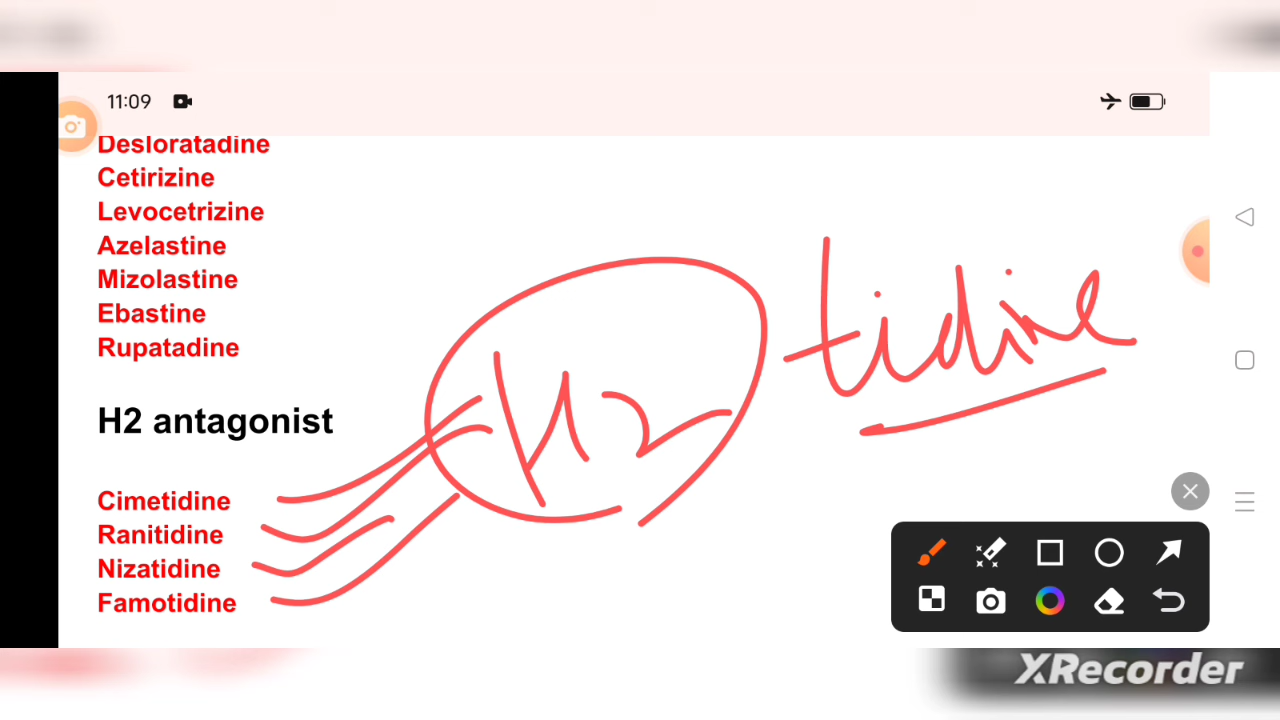 11:09
Desloratadine
Cetirizine
Levocetrizine
Azelastine
Mizolastine
Ebastine
Rupatadine
H2 antagonist
H2
tidine
Cimetidine
Ranitidine
Nizatidine
Famotidine
XRecorder